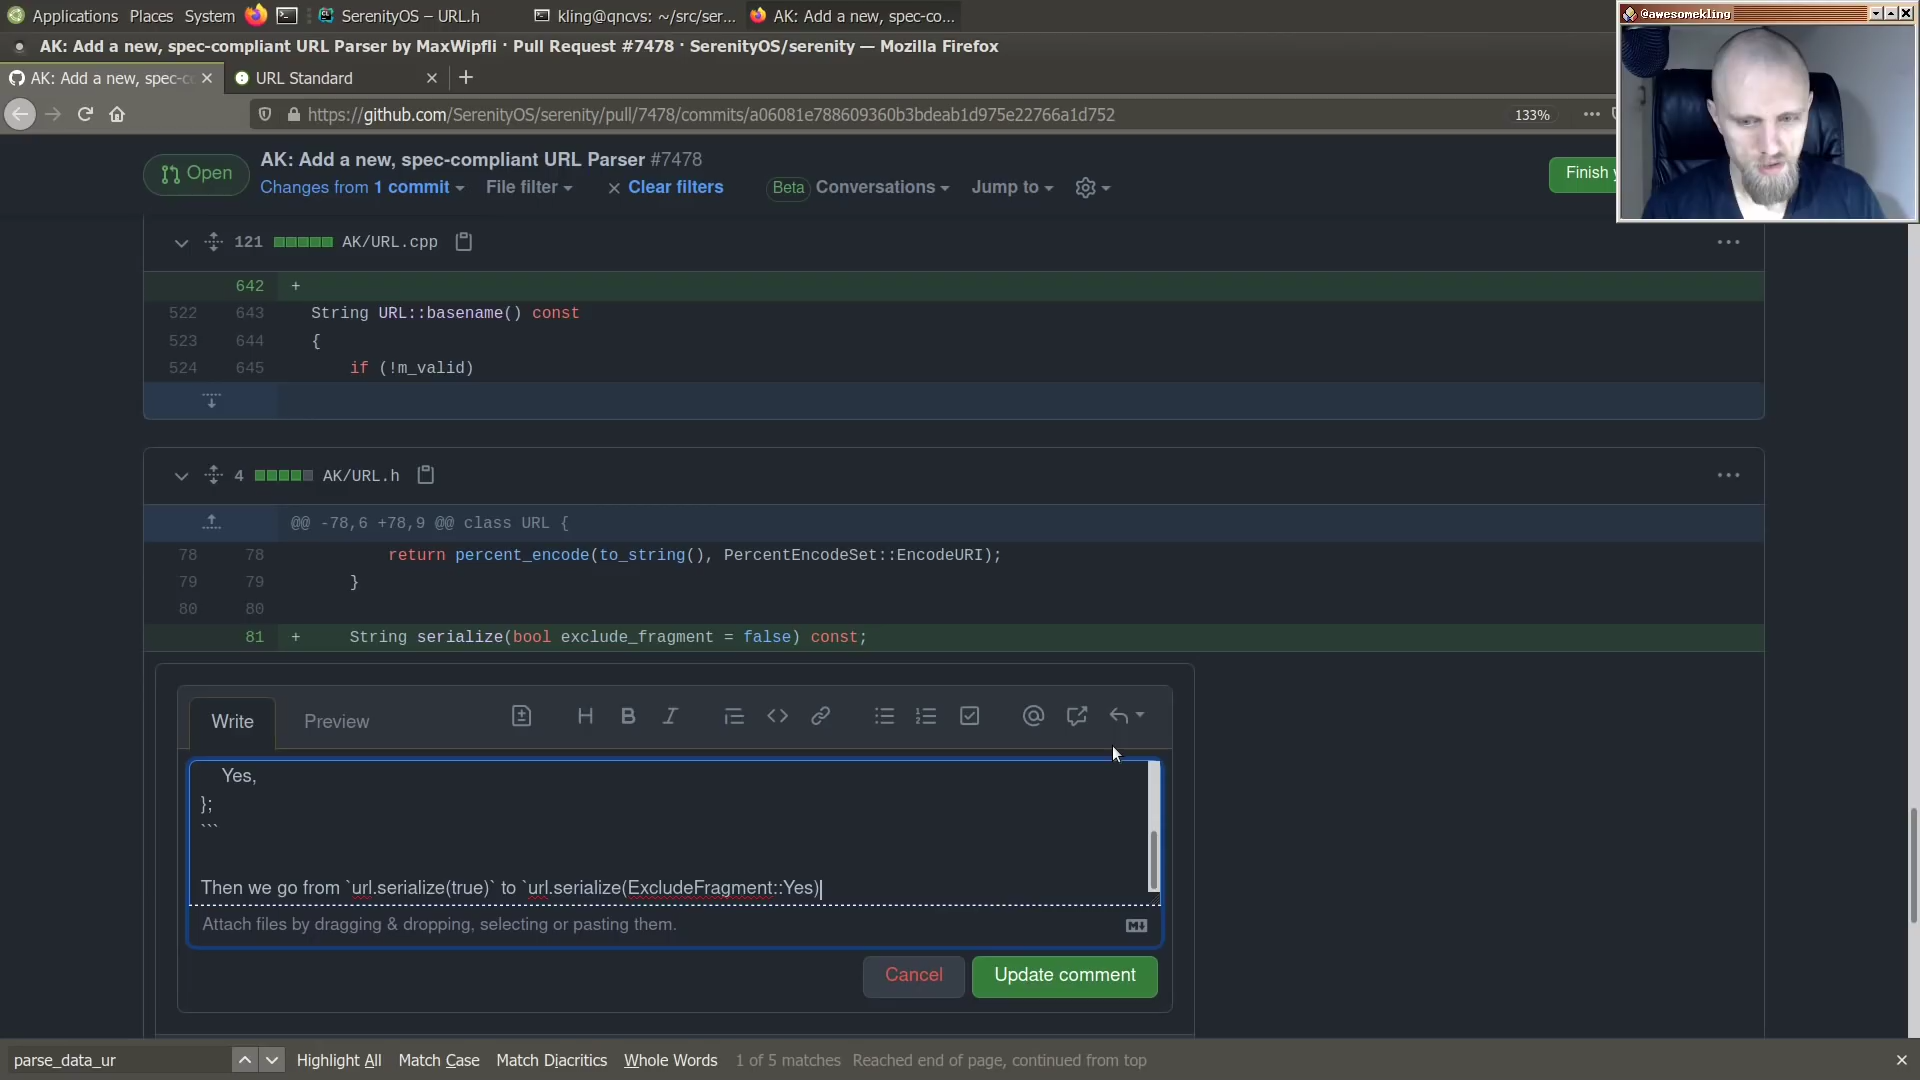 Applications Places System SerenityOS – URL.h kling@qncvs: ~/src/ser... AK: Add a new, spec-co...
@awesomekling
AK: Add a new, spec-compliant URL Parser by MaxWipfli · Pull Request #7478 · SerenityOS/serenity — Mozilla Firefox
AK: Add a new, spec-c URL Standard
https://github.com/SerenityOS/serenity/pull/7478/commits/a06081e788609360b3bdeab1d975e22766a1d752 133%
Open AK: Add a new, spec-compliant URL Parser #7478
Changes from 1 commit File filter Clear filters Beta Conversations Jump to Finish y
121 AK/URL.cpp
642 +
522 643 String URL::basename() const
523 644 {
524 645 if (!m_valid)
4 AK/URL.h
@@ -78,6 +78,9 @@ class URL {
78 78 return percent_encode(to_string(), PercentEncodeSet::EncodeURI);
79 79 }
80 80
81 + String serialize(bool exclude_fragment = false) const;
Write Preview
Yes,
};
```
Then we go from `url.serialize(true)` to `url.serialize(ExcludeFragment::Yes)
Attach files by dragging & dropping, selecting or pasting them.
Cancel Update comment
parse_data_ur Highlight All Match Case Match Diacritics Whole Words 1 of 5 matches Reached end of page, continued from top